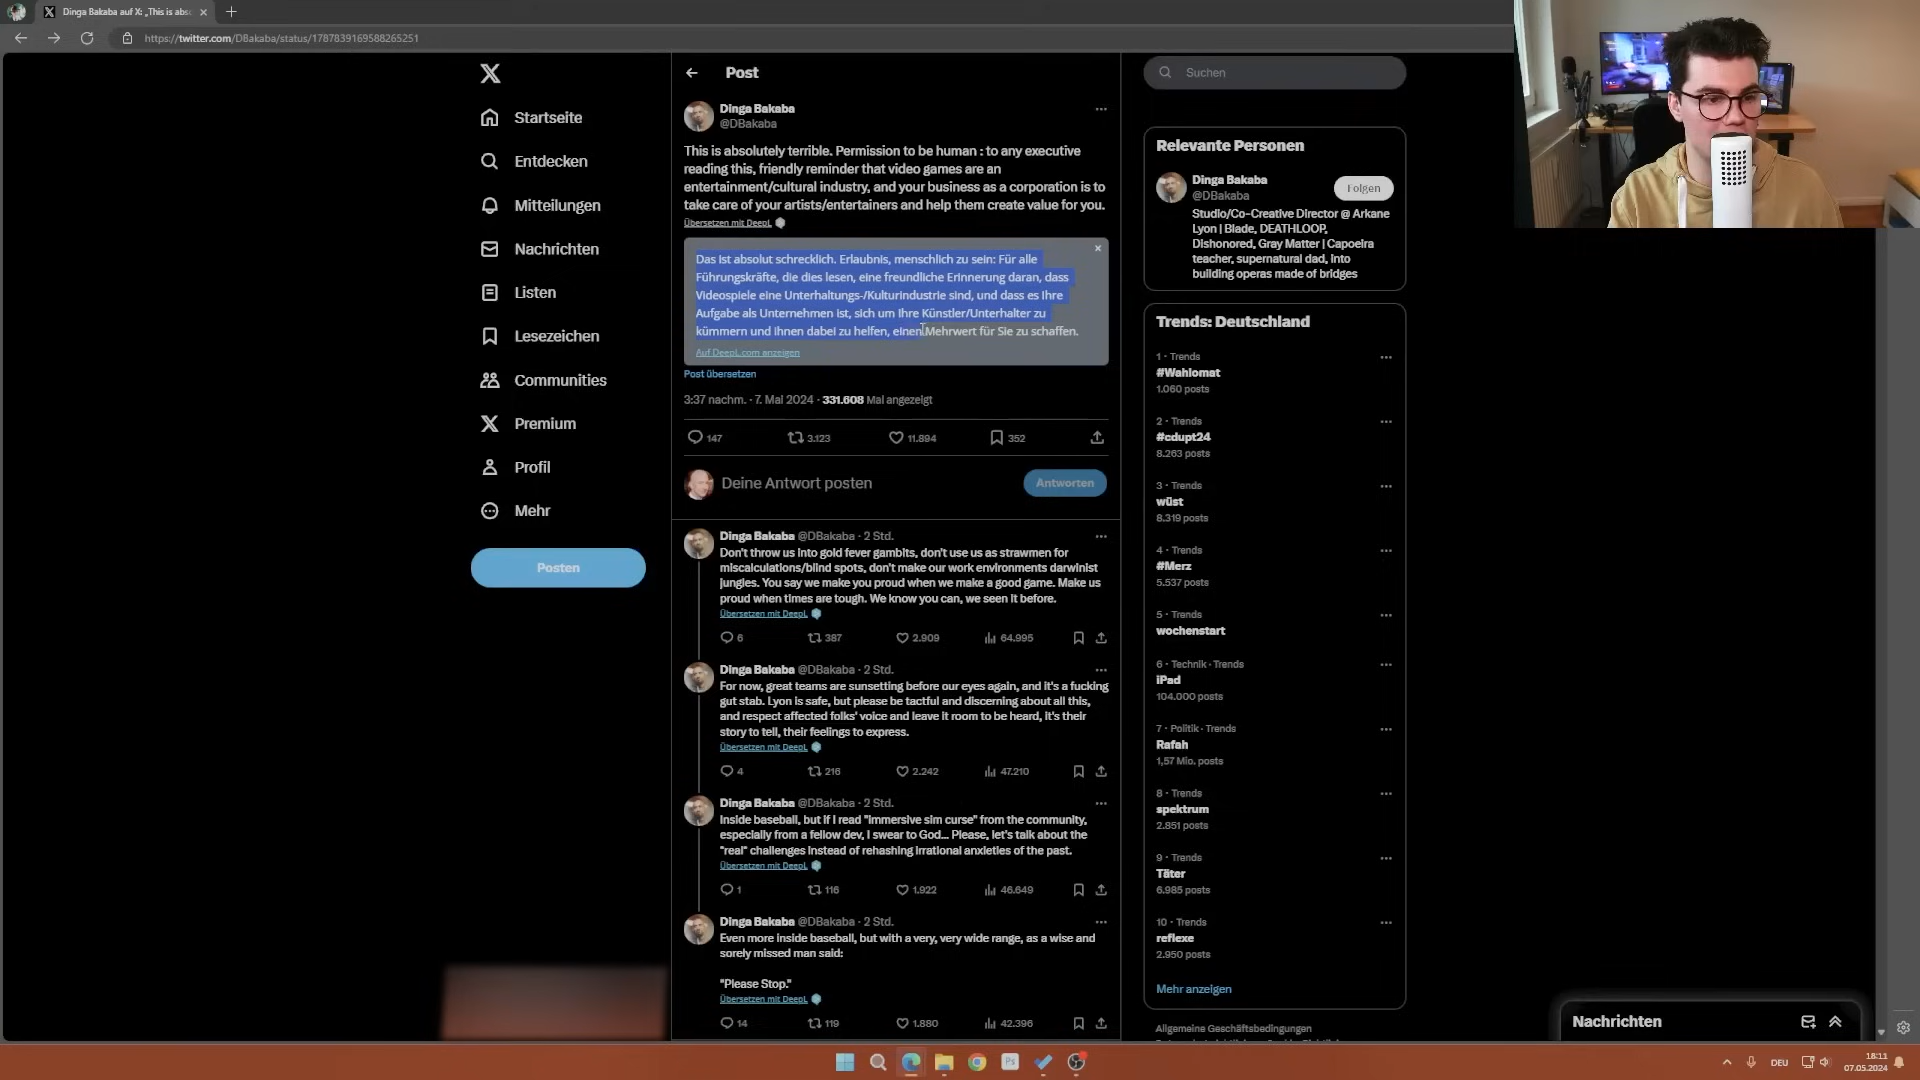 Dinga Bakaba auf X: „This is abso
https://twitter.com/DBakaba/status/1787839169588265251
Startseite
Entdecken
Mitteilungen
Nachrichten
Listen
Lesezeichen
Communities
Premium
Profil
Mehr
Posten
Post
Dinga Bakaba
@DBakaba
This is absolutely terrible. Permission to be human : to any executive
reading this, friendly reminder that video games are an
entertainment/cultural industry, and your business as a corporation is to
take care of your artists/entertainers and help them create value for you.
Übersetzen mit DeepL
Das ist absolut schrecklich. Erlaubnis, menschlich zu sein: Für alle
Führungskräfte, die dies lesen, eine freundliche Erinnerung daran, dass
Videospiele eine Unterhaltungs-/Kulturindustrie sind, und dass es Ihre
Aufgabe als Unternehmen ist, sich um Ihre Künstler/Unterhalter zu
kümmern und ihnen dabei zu helfen, einen Mehrwert für Sie zu schaffen.
Auf DeepL.com anzeigen
Post übersetzen
3:37 nachm. · 7. Mai 2024 · 331.608 Mal angezeigt
147 3.123 11.894 352
Deine Antwort posten
Antworten
Dinga Bakaba @DBakaba · 2 Std.
Don't throw us into gold fever gambits, don't use us as strawmen for
miscalculations/blind spots, don't make our work environments darwinist
jungles. You say we make you proud when we make a good game. Make us
proud when times are tough. We know you can, we seen it before.
Übersetzen mit DeepL
6 387 2.909 64.995
Dinga Bakaba @DBakaba · 2 Std.
For now, great teams are sunsetting before our eyes again, and it's a fucking
gut stab. Lyon is safe, but please be tactful and discerning about all this,
and respect affected folks' voice and leave it room to be heard, it's their
story to tell, their feelings to express.
Übersetzen mit DeepL
4 216 2.242 47.210
Dinga Bakaba @DBakaba · 2 Std.
Inside baseball, but if I read "immersive sim curse" from the community,
especially from a fellow dev, I swear to God... Please, let's talk about the
"real" challenges instead of rehashing irrational anxieties of the past.
Übersetzen mit DeepL
1 116 1.922 46.649
Dinga Bakaba @DBakaba · 2 Std.
Even more inside baseball, but with a very, very wide range, as a wise and
sorely missed man said:
"Please Stop."
Übersetzen mit DeepL
14 119 1.880 42.396
Suchen
Relevante Personen
Dinga Bakaba
@DBakaba
Folgen
Studio/Co-Creative Director @ Arkane
Lyon | Blade, DEATHLOOP,
Dishonored, Gray Matter | Capoeira
teacher, supernatural dad, into
building operas made of bridges
Trends: Deutschland
1 · Trends
#Wahlomat
1.060 posts
2 · Trends
#cdupt24
8.263 posts
3 · Trends
wüst
8.319 posts
4 · Trends
#Merz
5.537 posts
5 · Trends
wochenstart
6 · Technik · Trends
iPad
104.000 posts
7 · Politik · Trends
Rafah
1,57 Mio. posts
8 · Trends
spektrum
2.851 posts
9 · Trends
Täter
6.985 posts
10 · Trends
reflexe
2.950 posts
Mehr anzeigen
Allgemeine Geschäftsbedingungen
Nachrichten
Ps
DEU
18:11
07.05.2024